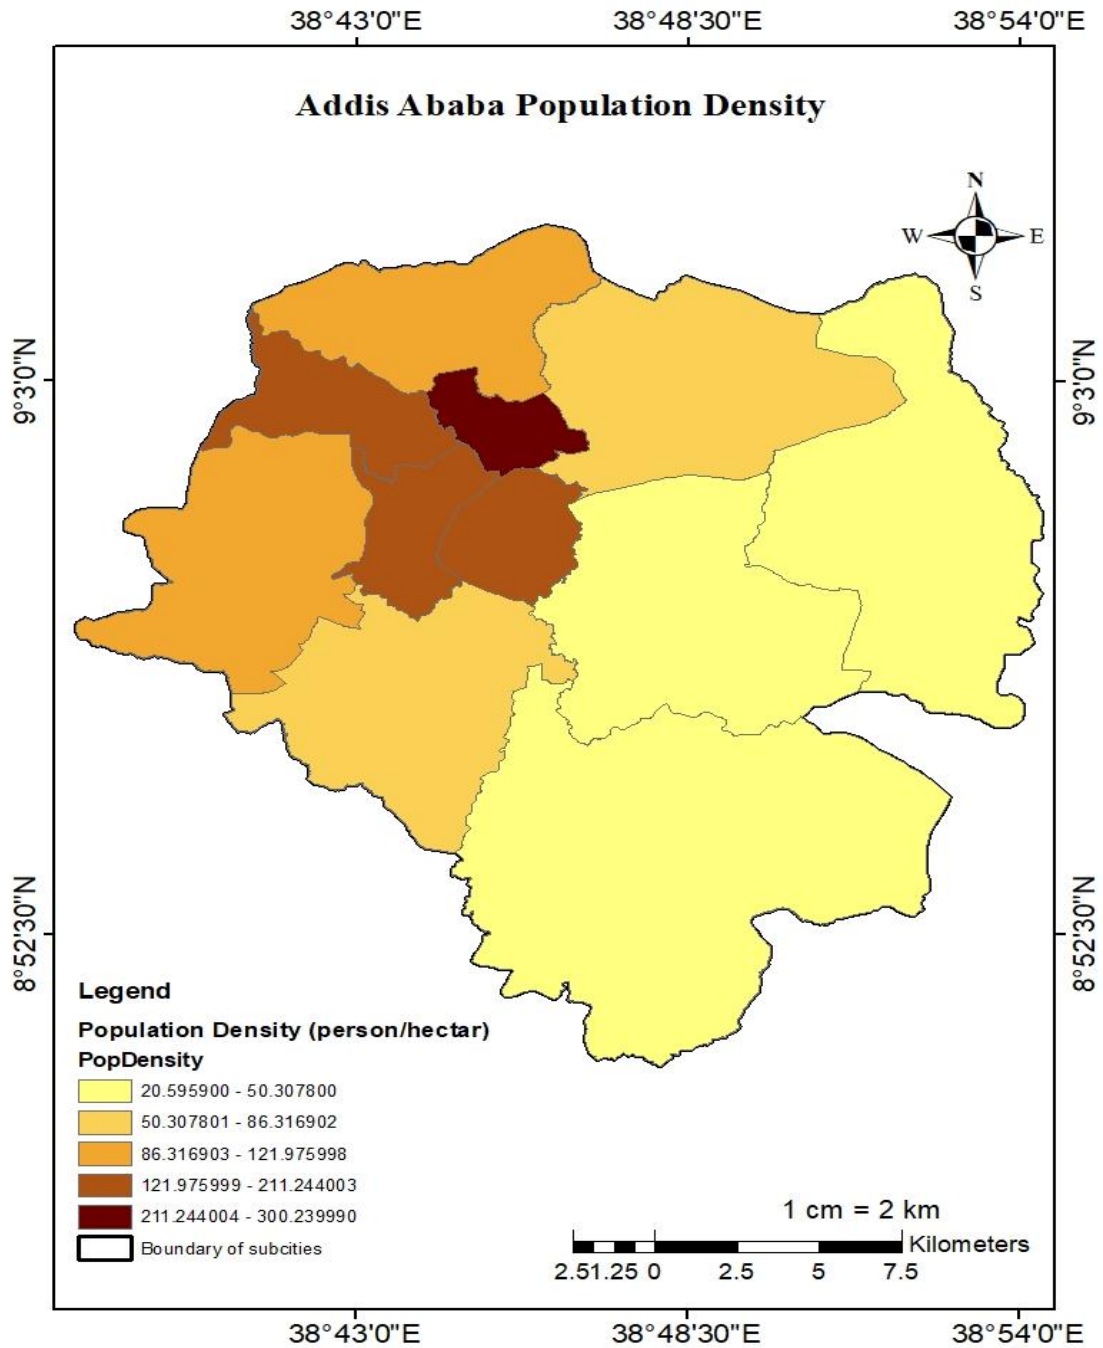 38°43'0"E 38°48'30"E 38°54'0"E
Addis Ababa Population Density
N
W E
S
9°3'0"N 9°3'0"N
8°52'30"N 8°52'30"N
Legend
Population Density (person/hectar)
PopDensity
20.595900 - 50.307800
50.307801 - 86.316902
86.316903 - 121.975998
121.975999 - 211.244003
211.244004 - 300.239990
Boundary of subcities
1 cm = 2 km
Kilometers
2.51.25 0 2.5 5 7.5
38°43'0"E 38°48'30"E 38°54'0"E